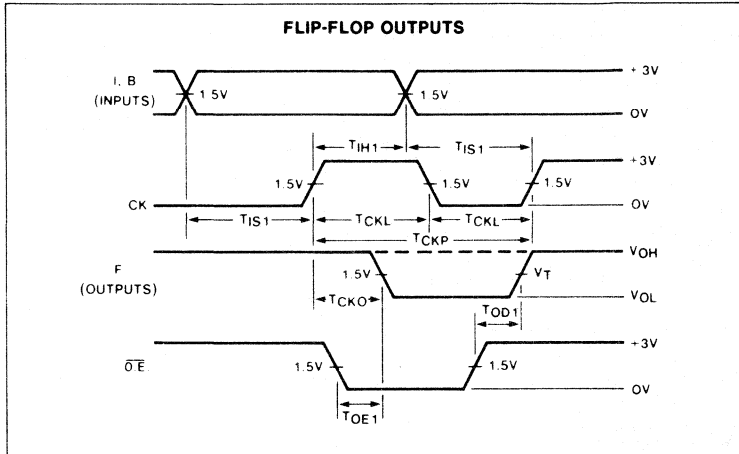 FLIP-FLOP OUTPUTS
I, B
(INPUTS)
1.5V
1.5V
+3V
0V
TIH1
TIS1
CK
1.5V
1.5V
1.5V
+3V
0V
TIS1
TCKL
TCKL
TCKP
F
(OUTPUTS)
1.5V
VT
VOH
VOL
TCKO
TOD1
O.E.
1.5V
1.5V
+3V
0V
TOE1